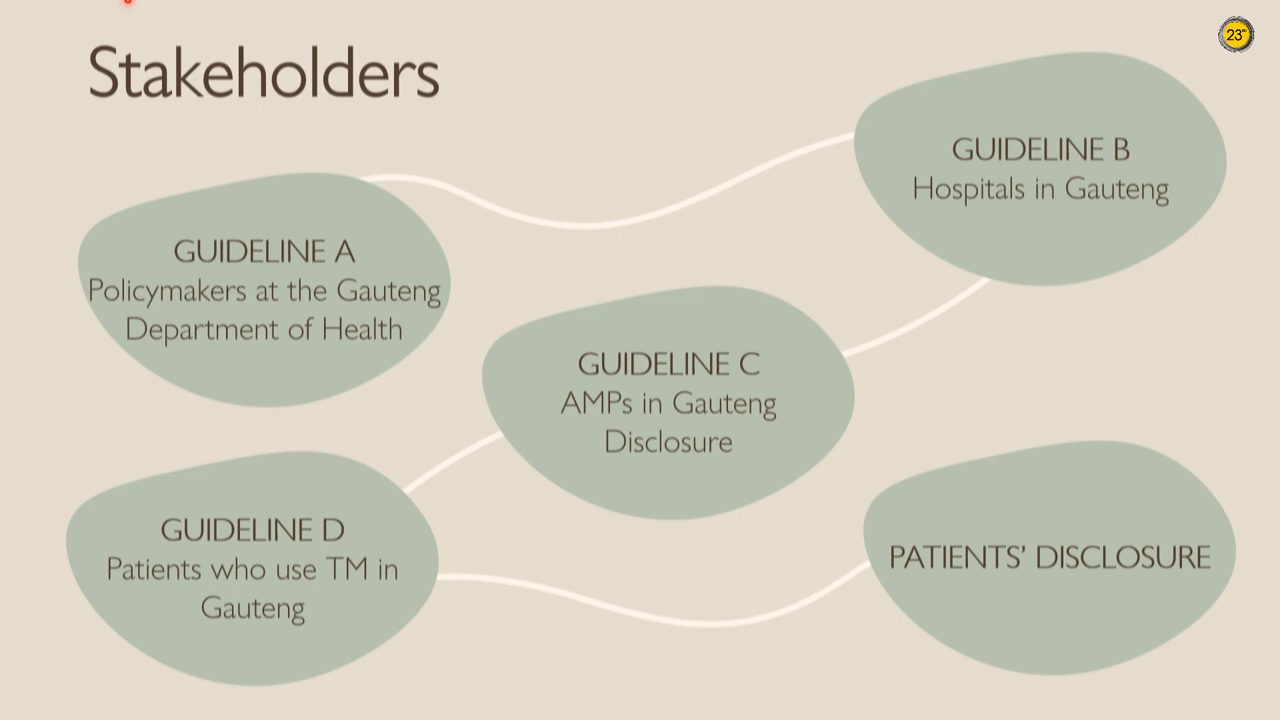 Stakeholders
23
GUIDELINE A
Policymakers at the Gauteng
Department of Health
GUIDELINE B
Hospitals in Gauteng
GUIDELINE C
AMPs in Gauteng
Disclosure
GUIDELINE D
Patients who use TM in
Gauteng
PATIENTS’ DISCLOSURE